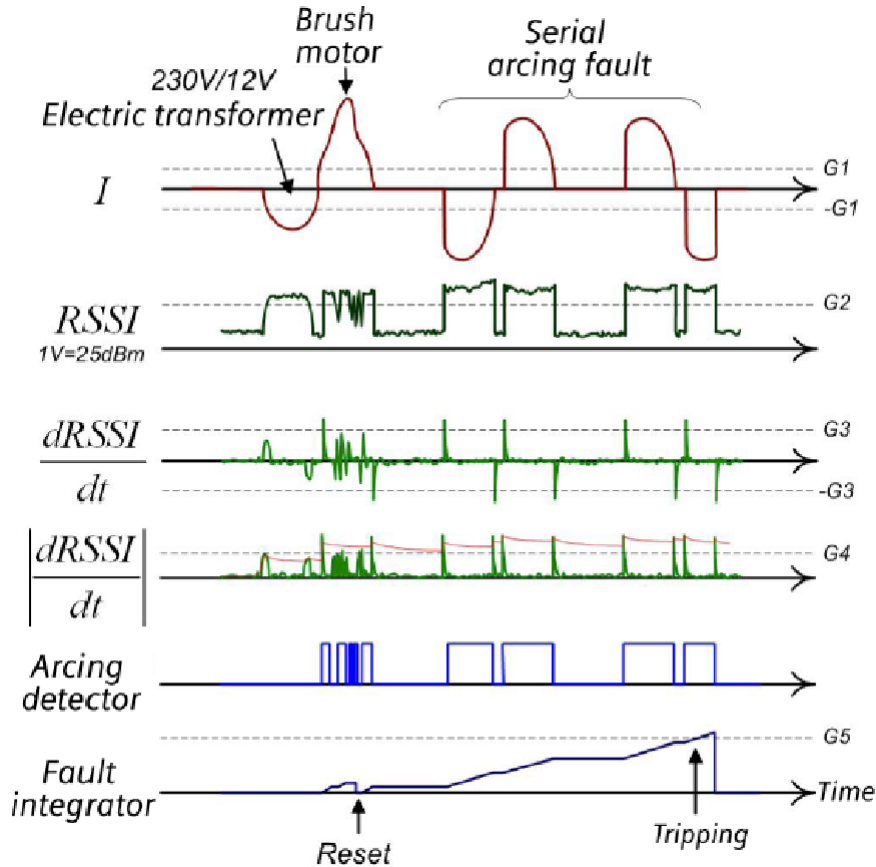 Brush
motor
Serial
arcing fault
230V/12V
Electric transformer
I
G1
-G1
RSSI
1V=25dBm
G2
dRSSI
dt
G3
-G3
|dRSSI|
dt
G4
Arcing
detector
Fault
integrator
G5
Time
Reset
Tripping